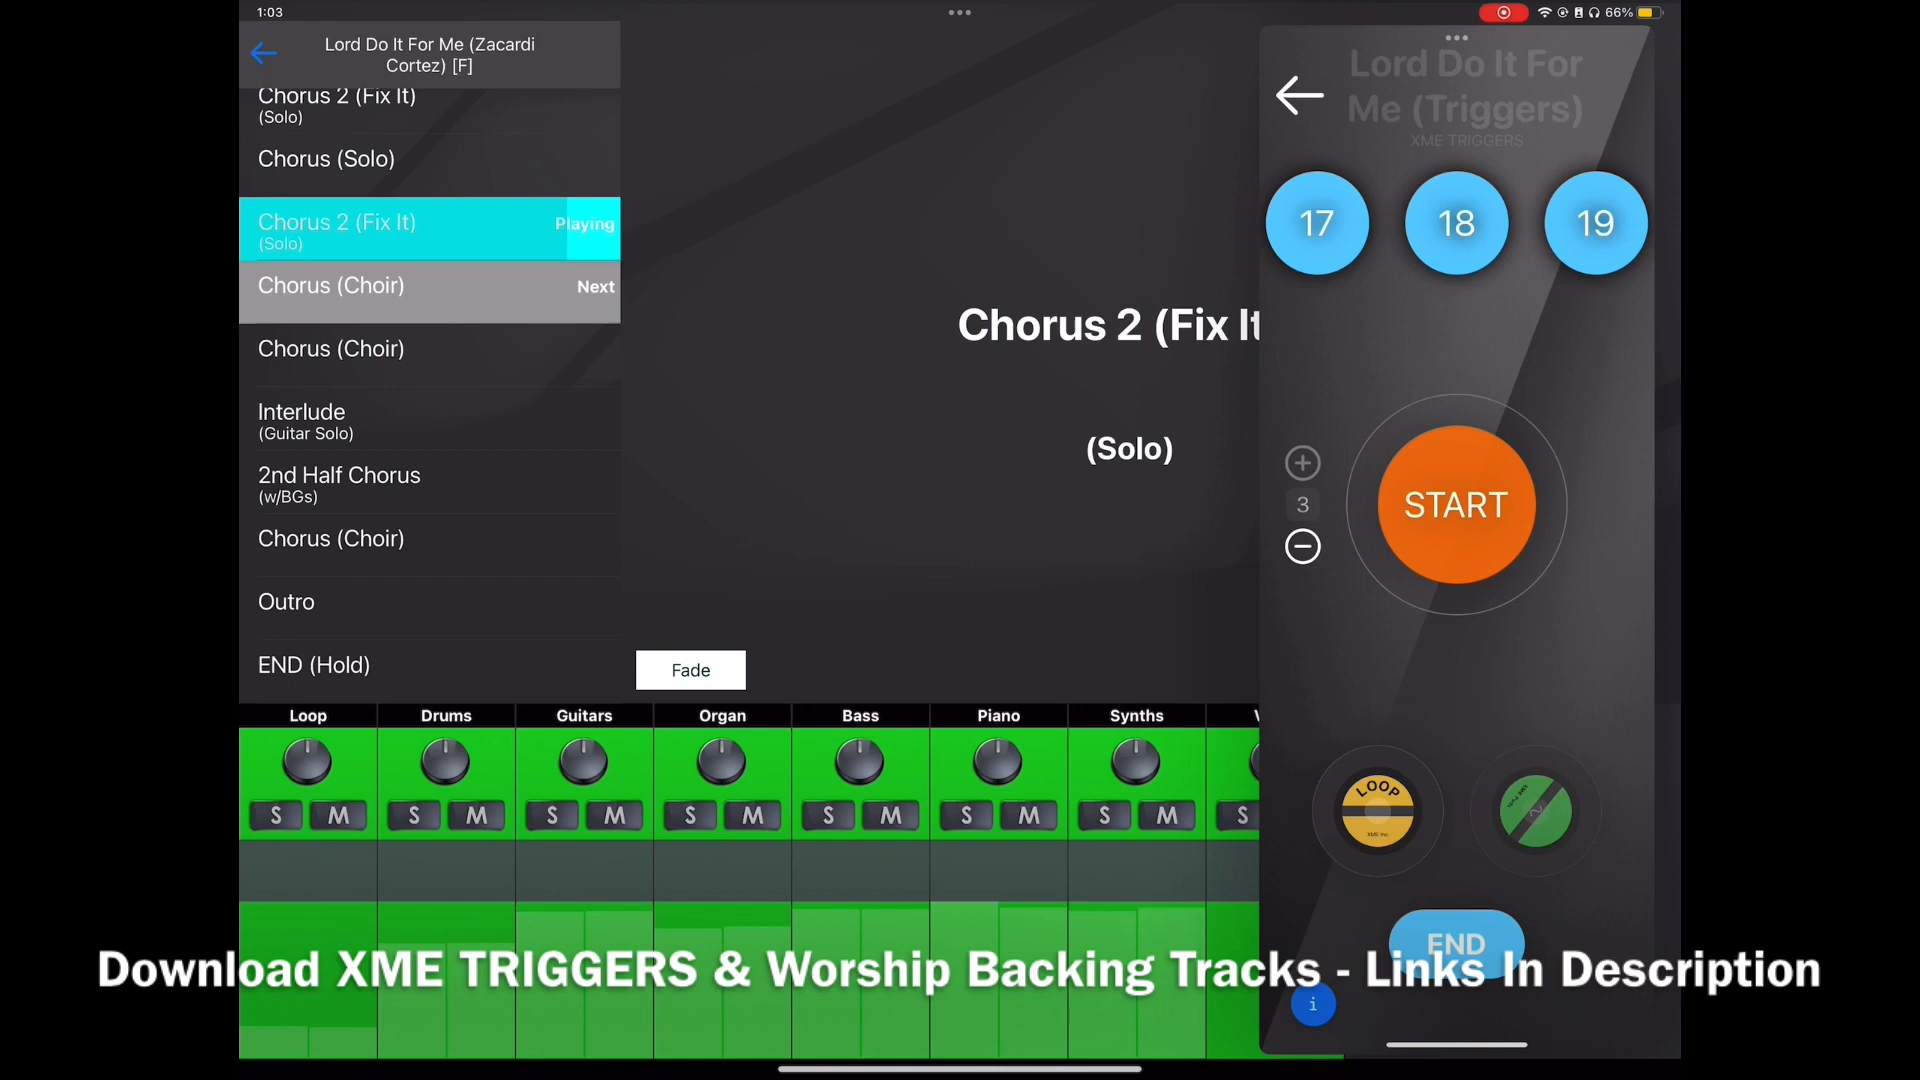 1:03
66%
Lord Do It For Me (Zacardi
Cortez) [F]
Chorus 2 (Fix It)
(Solo)
Chorus (Solo)
Chorus 2 (Fix It)
(Solo)
Playing
Chorus (Choir)
Next
Chorus (Choir)
Interlude
(Guitar Solo)
2nd Half Chorus
(w/BGs)
Chorus (Choir)
Outro
END (Hold)
Chorus 2 (Fix It
(Solo)
Fade
Lord Do It For
Me (Triggers)
XME TRIGGERS
17 18 19
3
START
LOOP
XME Inc
END
i
Loop Drums Guitars Organ Bass Piano Synths
S M S M S M S M S M S M S M S
Download XME TRIGGERS & Worship Backing Tracks - Links In Description